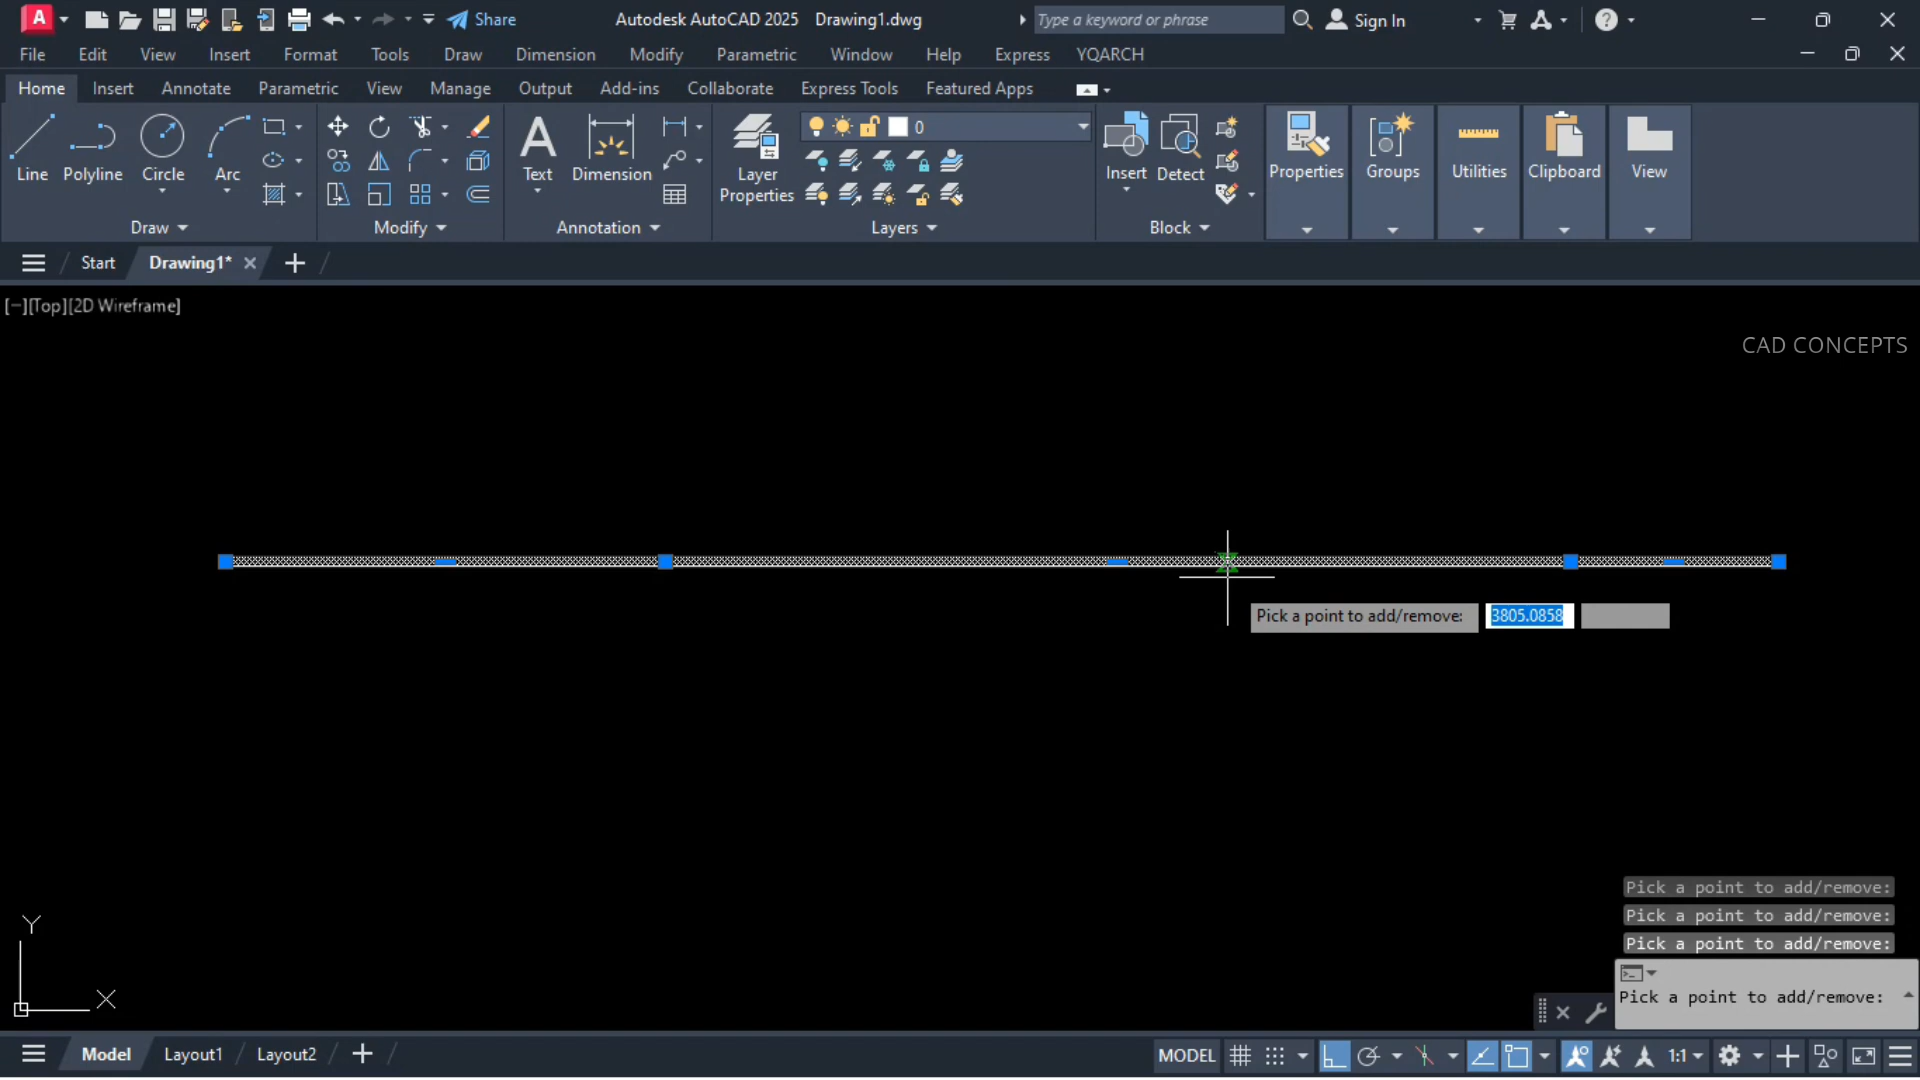 A Share Autodesk AutoCAD 2025 Drawing1.dwg Type a keyword or phrase Sign In
File Edit View Insert Format Tools Draw Dimension Modify Parametric Window Help Express YQARCH
Home Insert Annotate Parametric View Manage Output Add-ins Collaborate Express Tools Featured Apps
0
Line Polyline Circle Arc Text Dimension Layer Properties Insert Detect Properties Groups Utilities Clipboard View
Draw Modify Annotation Layers Block
Start Drawing1*
[−][Top][2D Wireframe]
CAD CONCEPTS
Pick a point to add/remove: 3805.0858
Pick a point to add/remove:
Pick a point to add/remove:
Pick a point to add/remove:
Pick a point to add/remove:
Y
X
Model Layout1 Layout2 MODEL 1:1